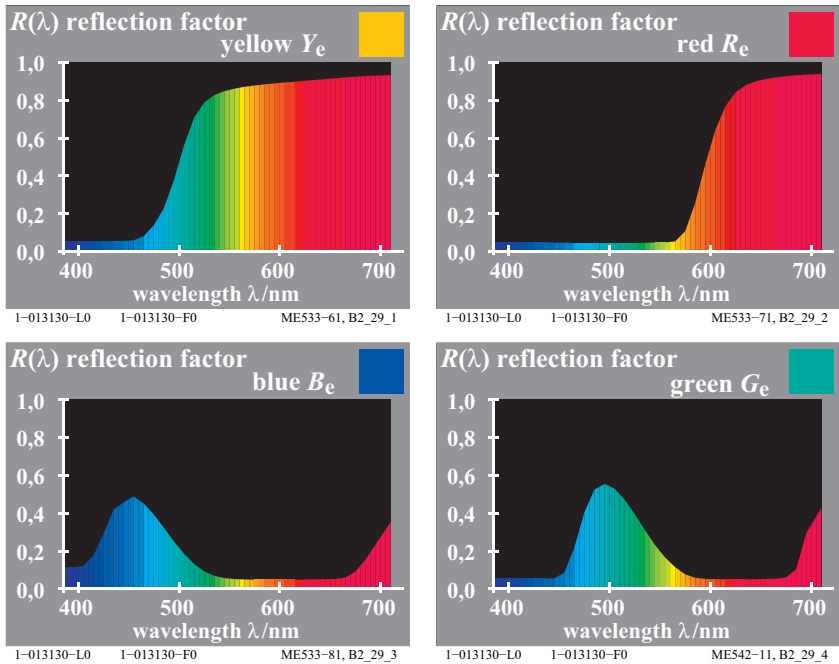 R(λ) reflection factor
yellow Ye
1,0
0,8
0,6
0,4
0,2
0,0
400 500 600 700
wavelength λ/nm
1−013130−L0 1−013130−F0 ME533−61, B2_29_1
R(λ) reflection factor
red Re
1,0
0,8
0,6
0,4
0,2
0,0
400 500 600 700
wavelength λ/nm
1−013130−L0 1−013130−F0 ME533−71, B2_29_2
R(λ) reflection factor
blue Be
1,0
0,8
0,6
0,4
0,2
0,0
400 500 600 700
wavelength λ/nm
1−013130−L0 1−013130−F0 ME533−81, B2_29_3
R(λ) reflection factor
green Ge
1,0
0,8
0,6
0,4
0,2
0,0
400 500 600 700
wavelength λ/nm
1−013130−L0 1−013130−F0 ME542−11, B2_29_4